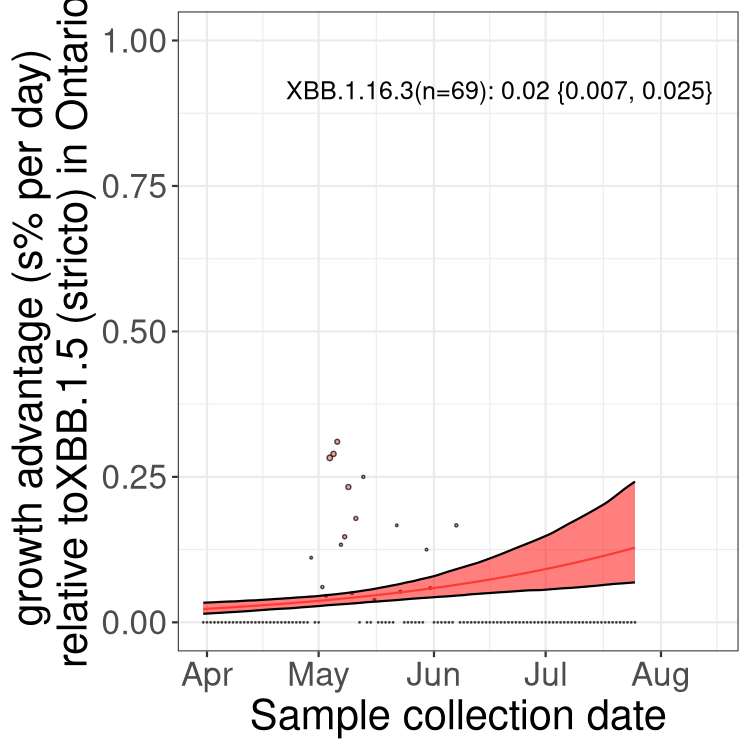 growth advantage (s% per day)
relative toXBB.1.5 (stricto) in Ontario
1.00
XBB.1.16.3(n=69): 0.02 {0.007, 0.025}
0.75
0.50
0.25
0.00
Apr May Jun Jul Aug
Sample collection date